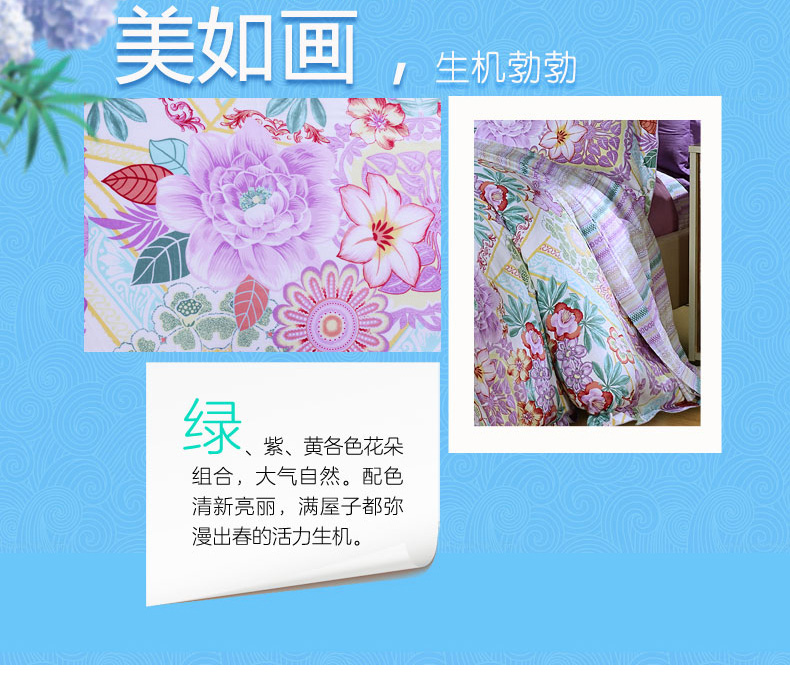 美如画，生机勃勃
绿、紫、黄各色花朵
组合，大气自然。配色
清新亮丽，满屋子都弥
漫出春的活力生机。